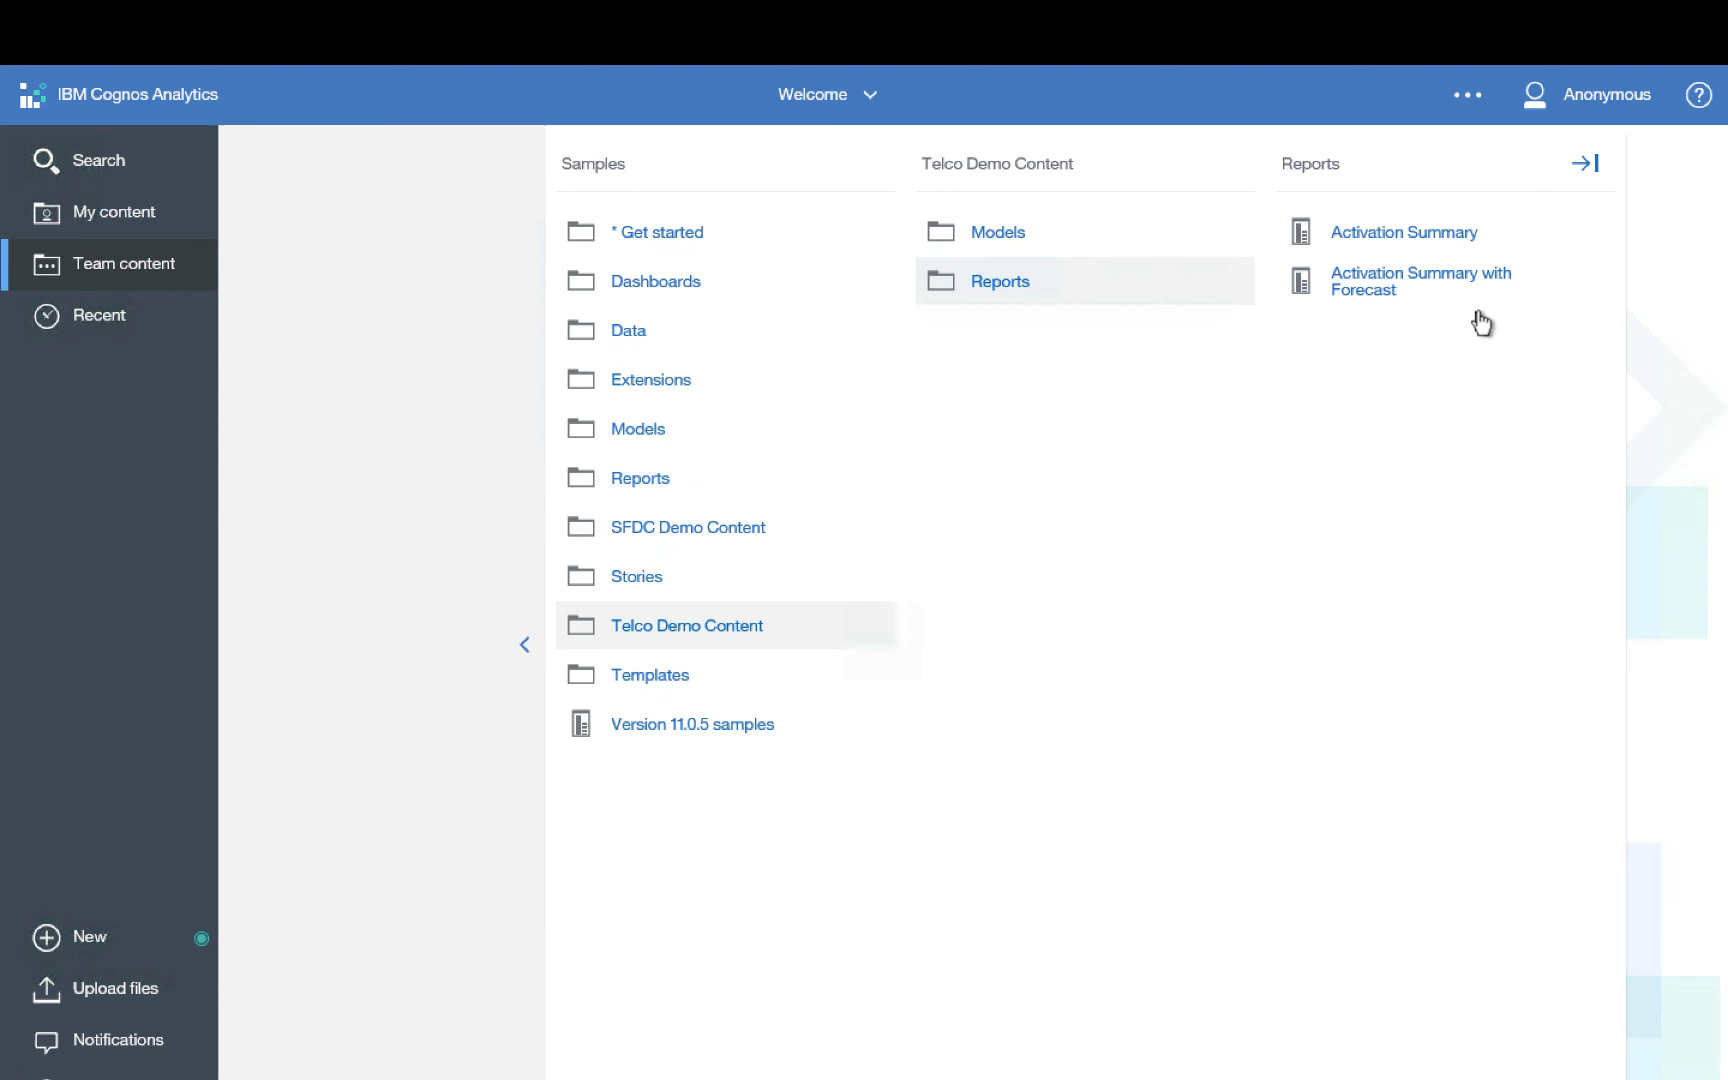 IBM Cognos Analytics
Welcome
Anonymous
Search
My content
Team content
Recent
New
Upload files
Notifications
Samples
* Get started
Dashboards
Data
Extensions
Models
Reports
SFDC Demo Content
Stories
Telco Demo Content
Templates
Version 11.0.5 samples
Telco Demo Content
Models
Reports
Reports
Activation Summary
Activation Summary with
Forecast